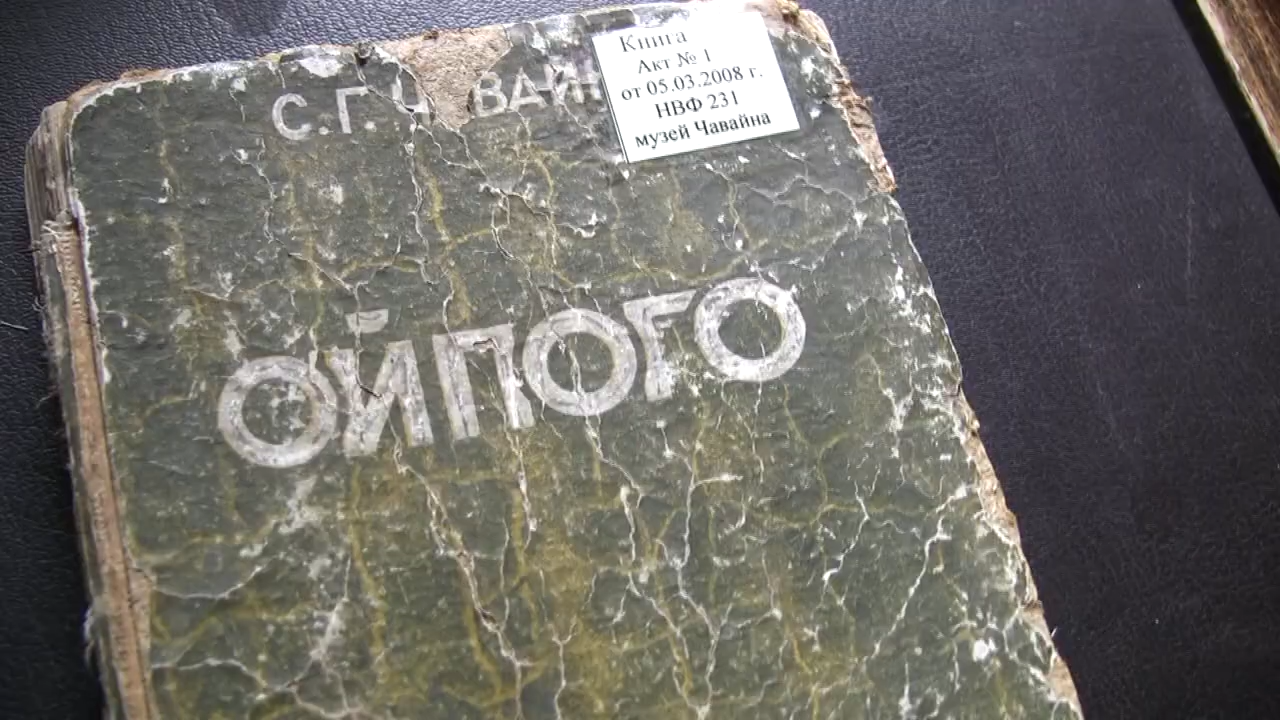 С.Г. Ч ВАЙН
Книга
Акт № 1
от 05.03.2008 г.
НВФ 231
музей Чавайна
ОЙПОГО